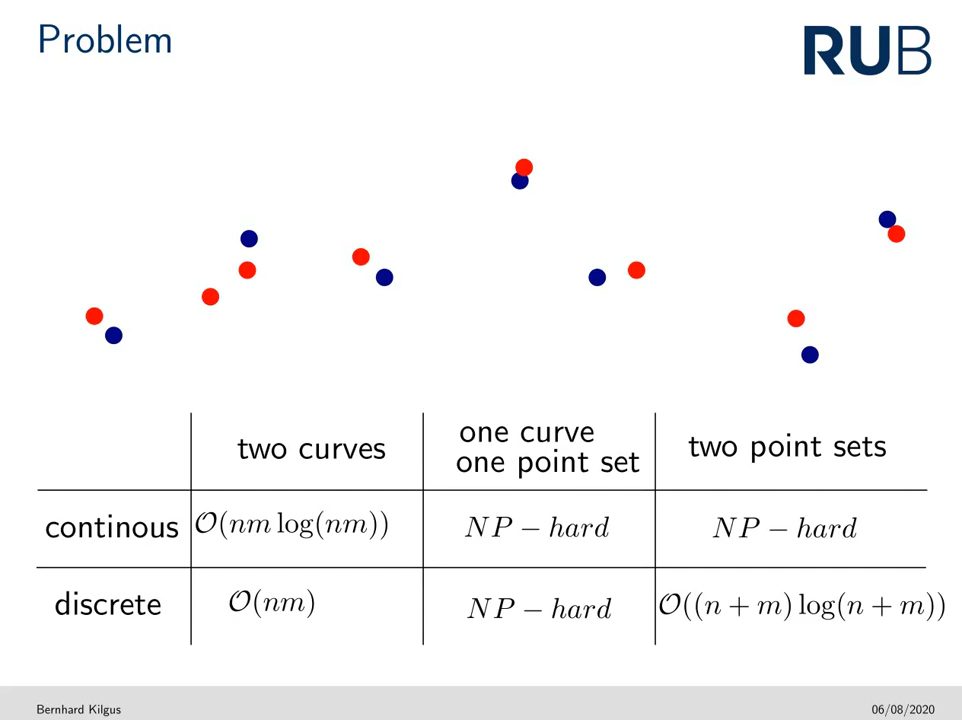 Problem
RUB
two curves
one curve
one point set
two point sets
continous
𝒪(nm log(nm))
NP − hard
NP − hard
discrete
𝒪(nm)
NP − hard
𝒪((n + m) log(n + m))
Bernhard Kilgus
06/08/2020